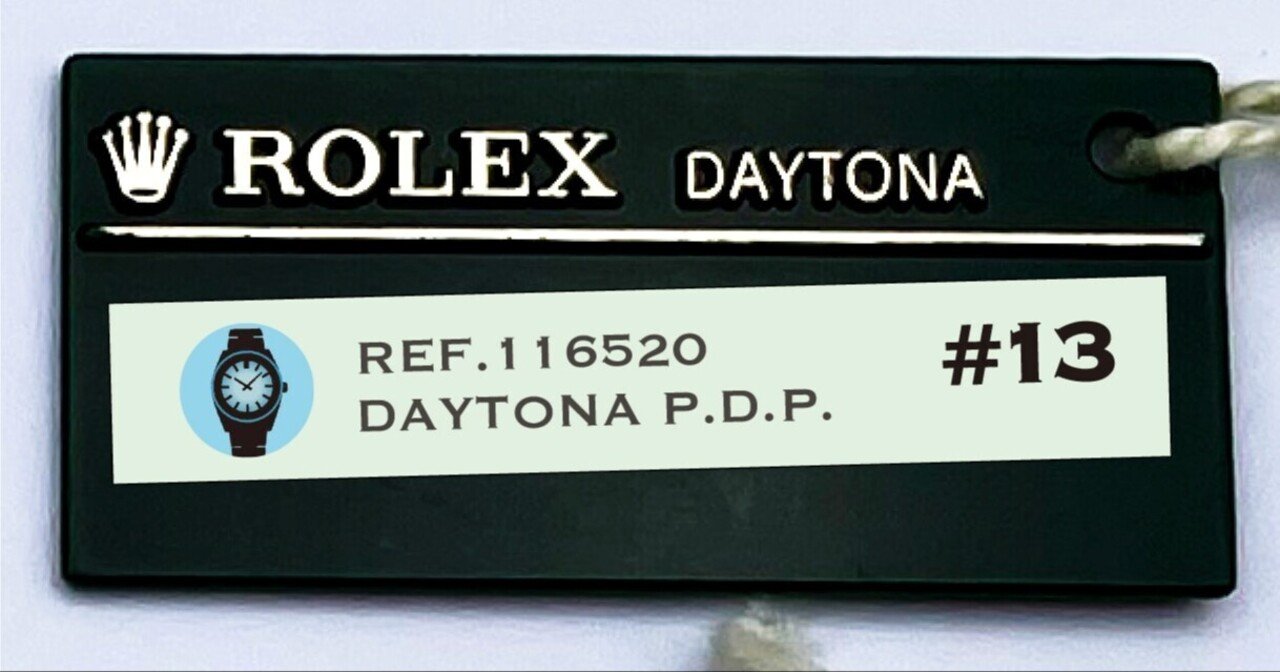 ROLEX DAYTONA
REF.116520
DAYTONA P.D.P.
#13